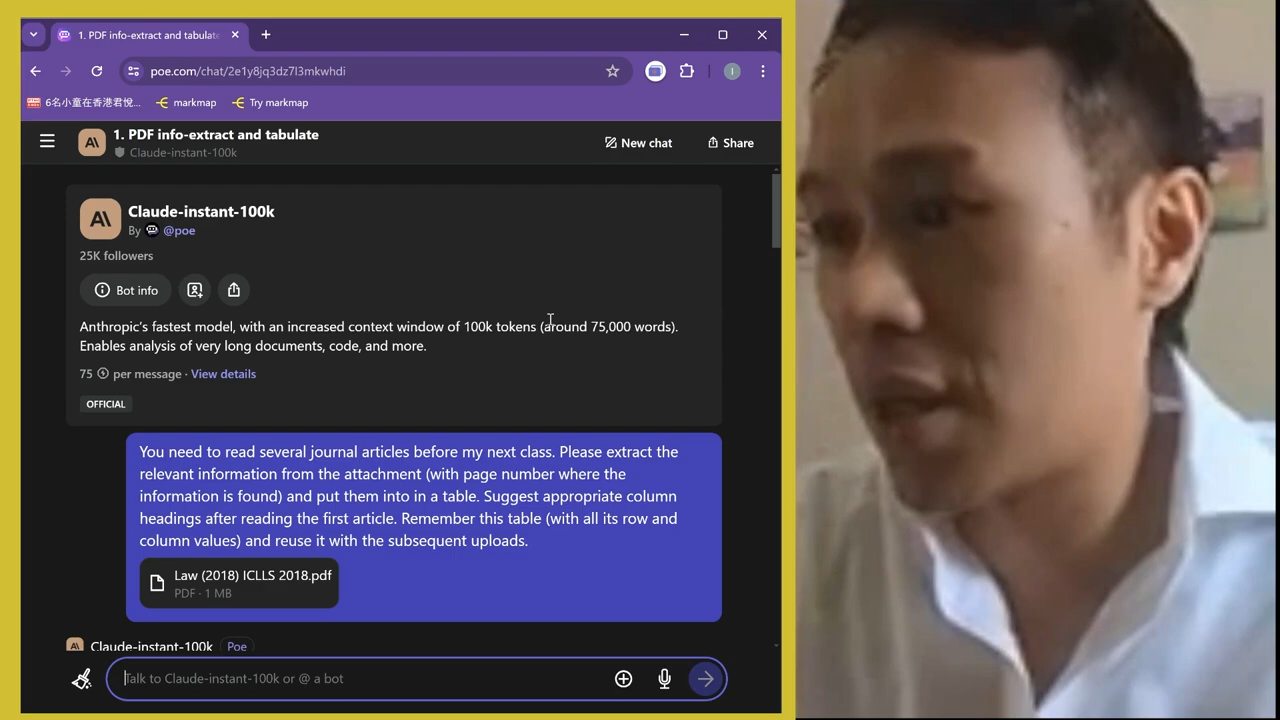 1. PDF info-extract and tabulate
poe.com/chat/2e1y8jq3dz7l3mkwhdi
I
6名小童在香港君悅...
markmap
Try markmap
1. PDF info-extract and tabulate
Claude-instant-100k
New chat
Share
Claude-instant-100k
By @poe
25K followers
Bot info
Anthropic's fastest model, with an increased context window of 100k tokens (around 75,000 words).
Enables analysis of very long documents, code, and more.
75 per message · View details
OFFICIAL
You need to read several journal articles before my next class. Please extract the
relevant information from the attachment (with page number where the
information is found) and put them into in a table. Suggest appropriate column
headings after reading the first article. Remember this table (with all its row and
column values) and reuse it with the subsequent uploads.
Law (2018) ICLLS 2018.pdf
PDF · 1 MB
Claude-instant-100k Poe
Talk to Claude-instant-100k or @ a bot